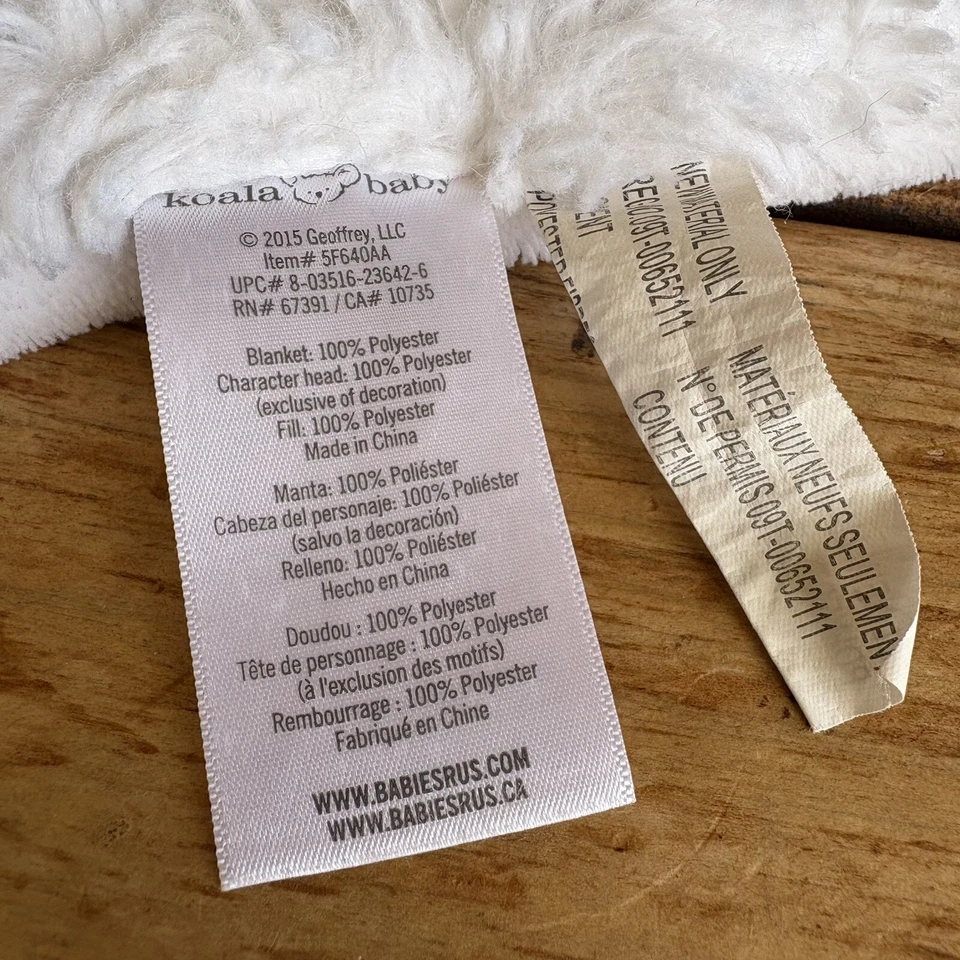 koala baby
© 2015 Geoffrey, LLC
Item# 5F640AA
UPC# 8-03516-23642-6
RN# 67391 / CA# 10735
Blanket: 100% Polyester
Character head: 100% Polyester
(exclusive of decoration)
Fill: 100% Polyester
Made in China
Manta: 100% Poliéster
Cabeza del personaje: 100% Poliéster
(salvo la decoración)
Relleno: 100% Poliéster
Hecho en China
Doudou : 100% Polyester
Tête de personnage : 100% Polyester
(à l'exclusion des motifs)
Rembourrage : 100% Polyester
Fabriqué en Chine
WWW.BABIESRUS.COM
WWW.BABIESRUS.CA
ONLY
REG 09T-00652111
POLYESTER
MATÉRIAUX NEUFS SEULEMEN
N° DE PERMIS 09T-00652111
CONTENU